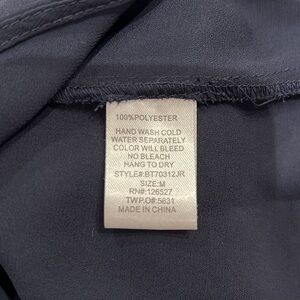 100%POLYESTER
HAND WASH COLD
WATER SEPARATELY
COLOR WILL BLEED
NO BLEACH
HANG TO DRY
STYLE#:BT70312JR
SIZE:M
RN#:126527
TWP.O#:5631
MADE IN CHINA